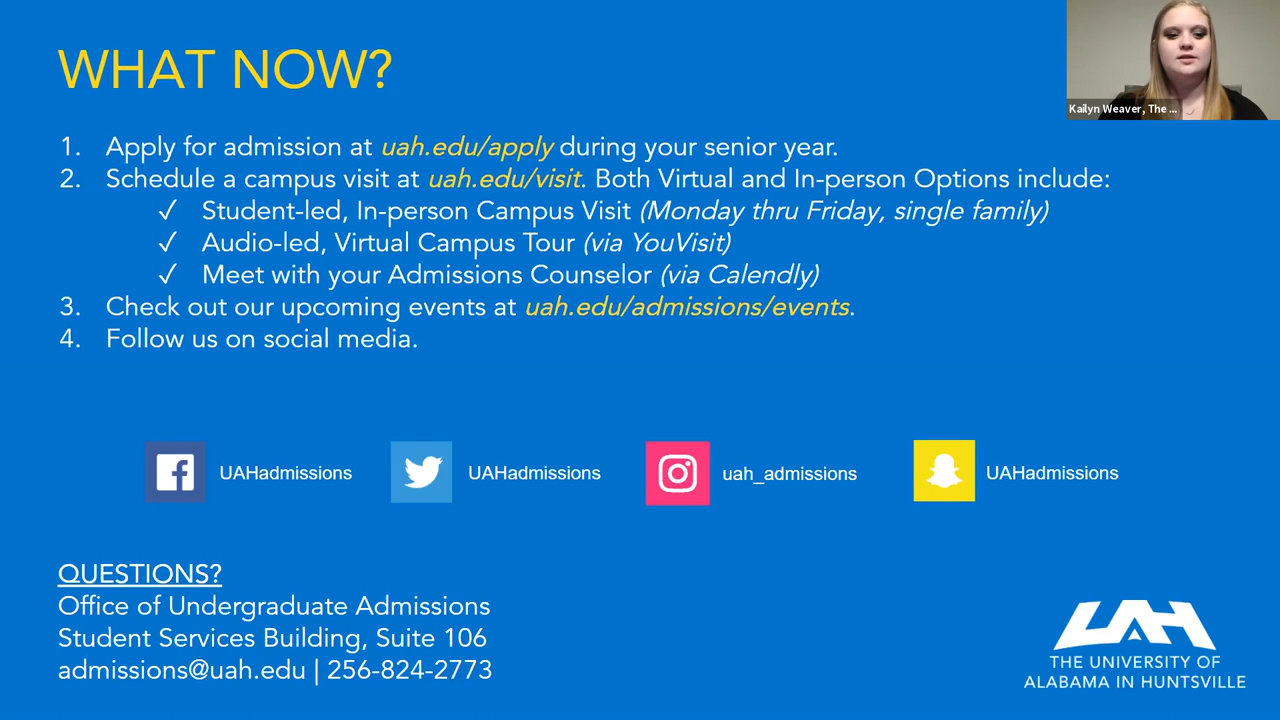 WHAT NOW?
Kailyn Weaver, The ...
1. Apply for admission at uah.edu/apply during your senior year.
2. Schedule a campus visit at uah.edu/visit. Both Virtual and In-person Options include:
✓ Student-led, In-person Campus Visit (Monday thru Friday, single family)
✓ Audio-led, Virtual Campus Tour (via YouVisit)
✓ Meet with your Admissions Counselor (via Calendly)
3. Check out our upcoming events at uah.edu/admissions/events.
4. Follow us on social media.
UAHadmissions
UAHadmissions
uah_admissions
UAHadmissions
QUESTIONS?
Office of Undergraduate Admissions
Student Services Building, Suite 106
admissions@uah.edu | 256-824-2773
UAH
THE UNIVERSITY OF
ALABAMA IN HUNTSVILLE